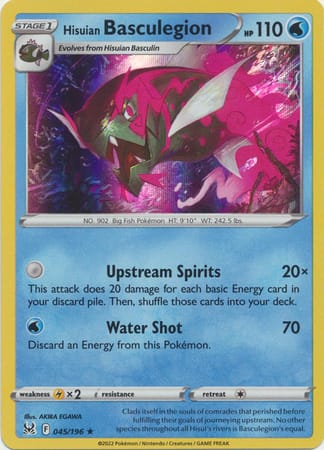 STAGE 1
Hisuian Basculegion
HP 110
Evolves from Hisuian Basculin
NO. 902 Big Fish Pokémon HT: 9'10" WT: 242.5 lbs.
Upstream Spirits 20×
This attack does 20 damage for each basic Energy card in
your discard pile. Then, shuffle those cards into your deck.
Water Shot 70
Discard an Energy from this Pokémon.
weakness ×2 resistance retreat
Illus. AKIRA EGAWA
F 045/196 ★
Clads itself in the souls of comrades that perished before
fulfilling their goals of journeying upstream. No other
species throughout all Hisui's rivers is Basculegion's equal.
©2022 Pokémon / Nintendo / Creatures / GAME FREAK